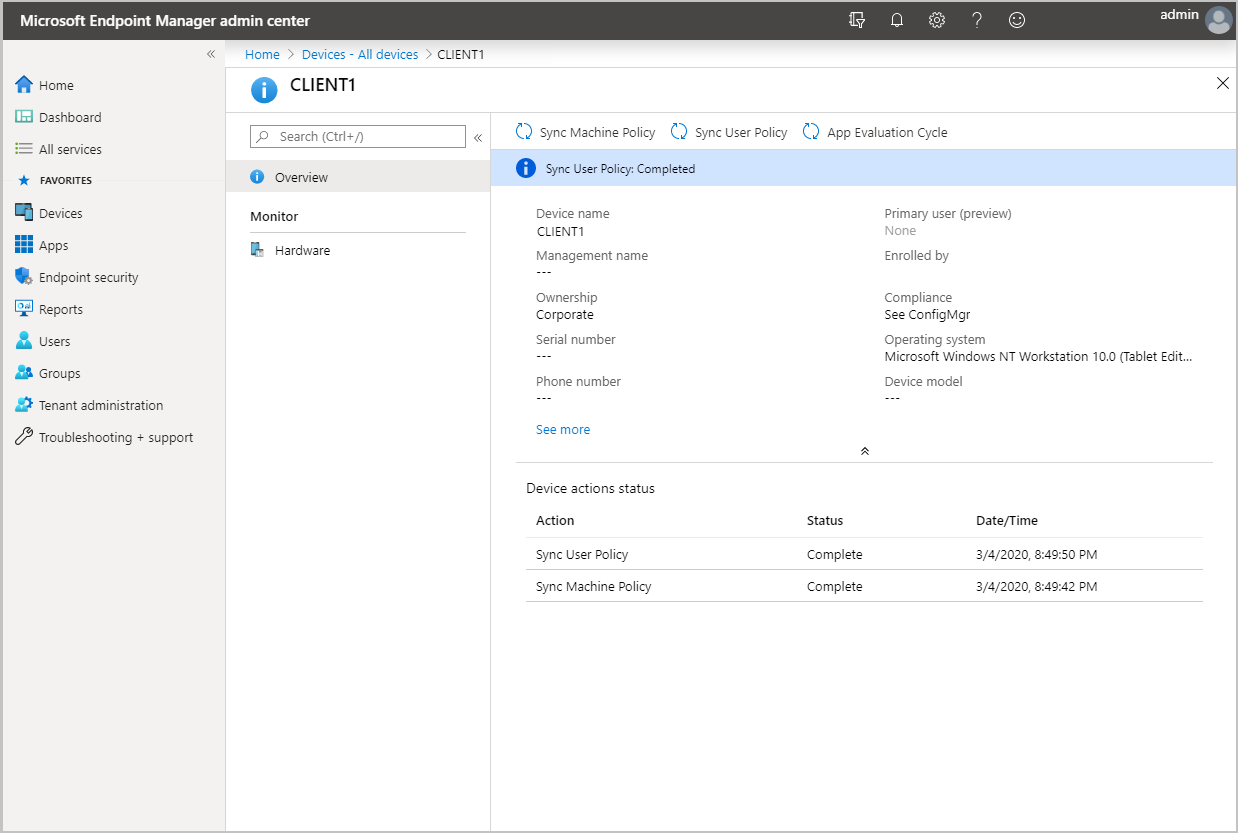 Microsoft Endpoint Manager admin center
admin
Home > Devices - All devices > CLIENT1
Home
Dashboard
All services
FAVORITES
Devices
Apps
Endpoint security
Reports
Users
Groups
Tenant administration
Troubleshooting + support
CLIENT1
Search (Ctrl+/)
Overview
Monitor
Hardware
Sync Machine Policy Sync User Policy App Evaluation Cycle
Sync User Policy: Completed
Device name
CLIENT1
Management name
---
Ownership
Corporate
Serial number
---
Phone number
---
See more
Primary user (preview)
None
Enrolled by
Compliance
See ConfigMgr
Operating system
Microsoft Windows NT Workstation 10.0 (Tablet Edit...
Device model
---
Device actions status
Action Status Date/Time
Sync User Policy Complete 3/4/2020, 8:49:50 PM
Sync Machine Policy Complete 3/4/2020, 8:49:42 PM